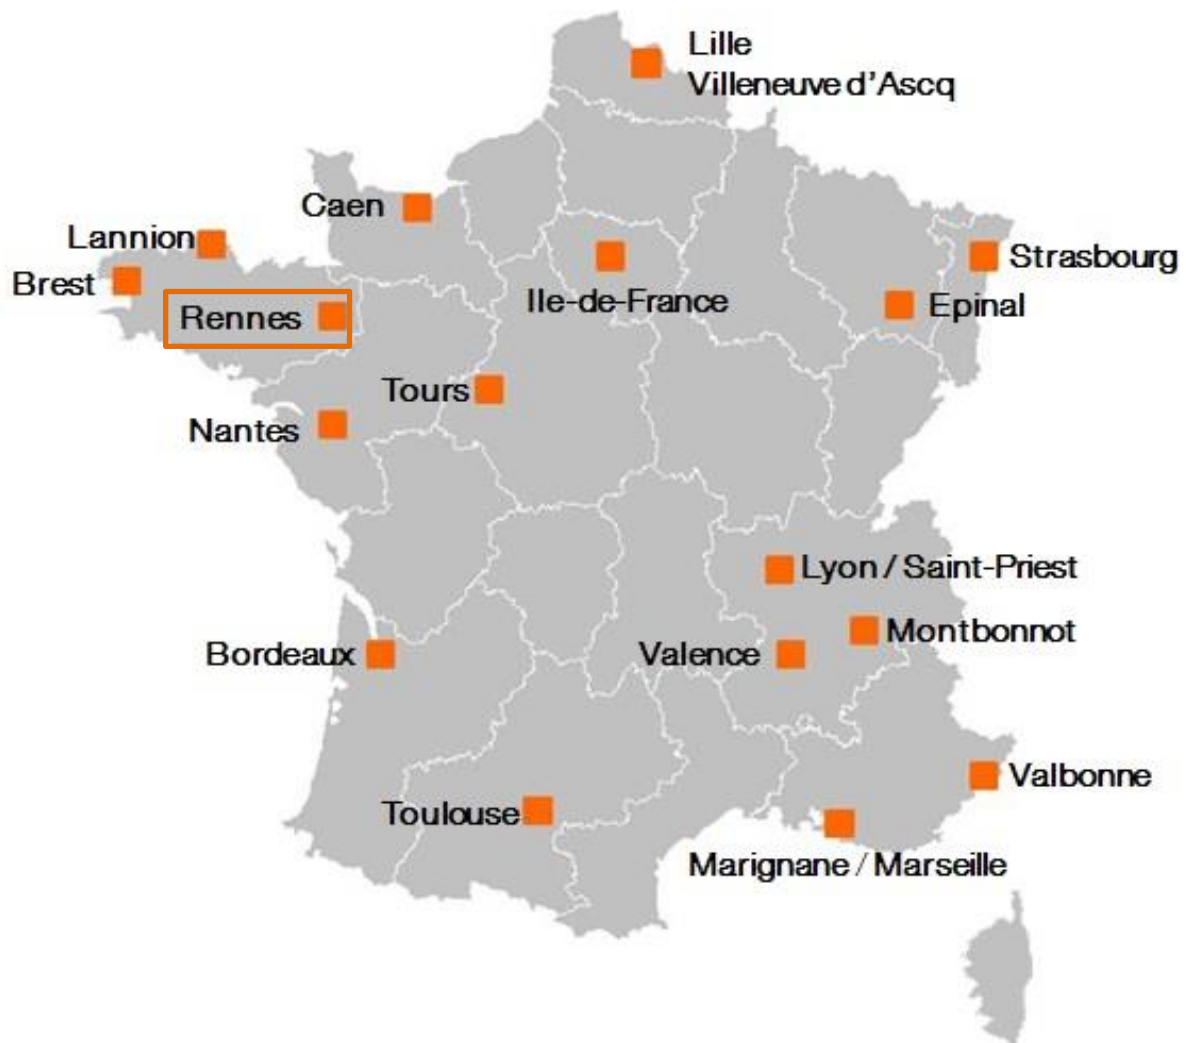 Lille
Villeneuve d'Ascq
Caen
Lannion
Strasbourg
Brest
Ile-de-France
Epinal
Rennes
Tours
Nantes
Lyon / Saint-Priest
Montbonnot
Bordeaux
Valence
Valbonne
Toulouse
Marignane / Marseille